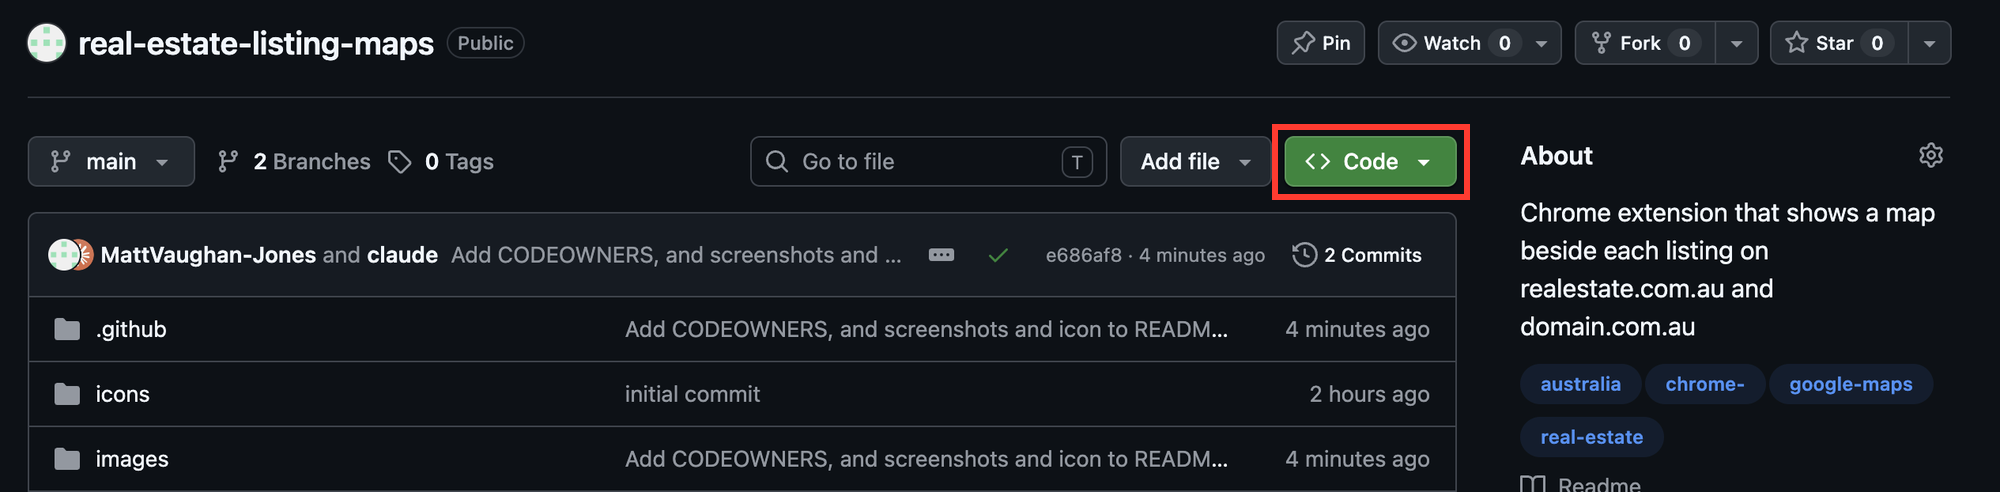 real-estate-listing-maps Public Pin Watch 0 Fork 0 Star 0
main 2 Branches 0 Tags Go to file T Add file <> Code
MattVaughan-Jones and claude Add CODEOWNERS, and screenshots and ... e686af8 · 4 minutes ago 2 Commits
.github Add CODEOWNERS, and screenshots and icon to READM... 4 minutes ago
icons initial commit 2 hours ago
images Add CODEOWNERS, and screenshots and icon to READM... 4 minutes ago
About
Chrome extension that shows a map
beside each listing on
realestate.com.au and
domain.com.au
australia chrome- google-maps
real-estate
Readme